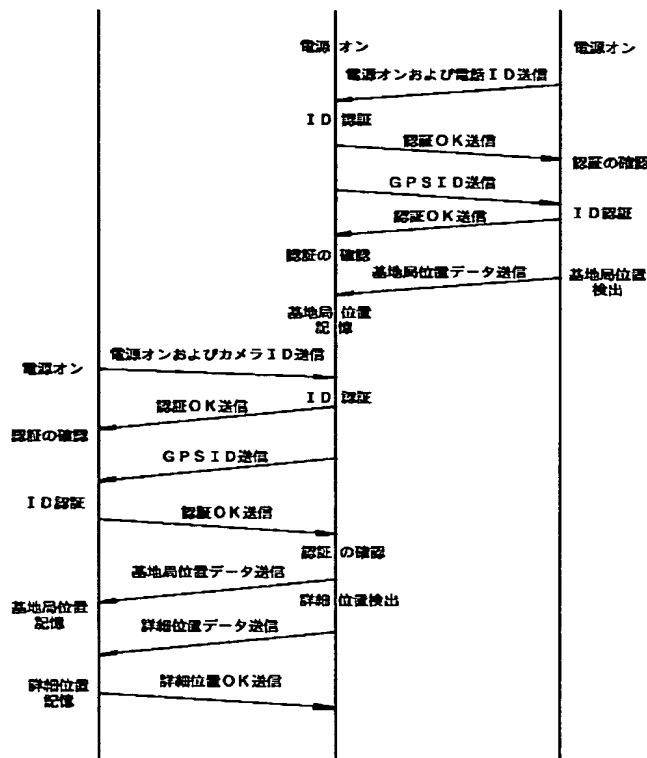 電源オン
電源オン
電源オンおよび電話ID送信
ID認証
認証OK送信
認証の確認
GPSID送信
ID認証
認証OK送信
認証の確認
基地局位置データ送信
基地局位置
検出
基地局位置
記憶
電源オンおよびカメラID送信
電源オン
ID認証
認証OK送信
認証の確認
GPSID送信
ID認証
認証OK送信
認証の確認
基地局位置データ送信
詳細位置検出
基地局位置
記憶
詳細位置データ送信
詳細位置OK送信
詳細位置
記憶